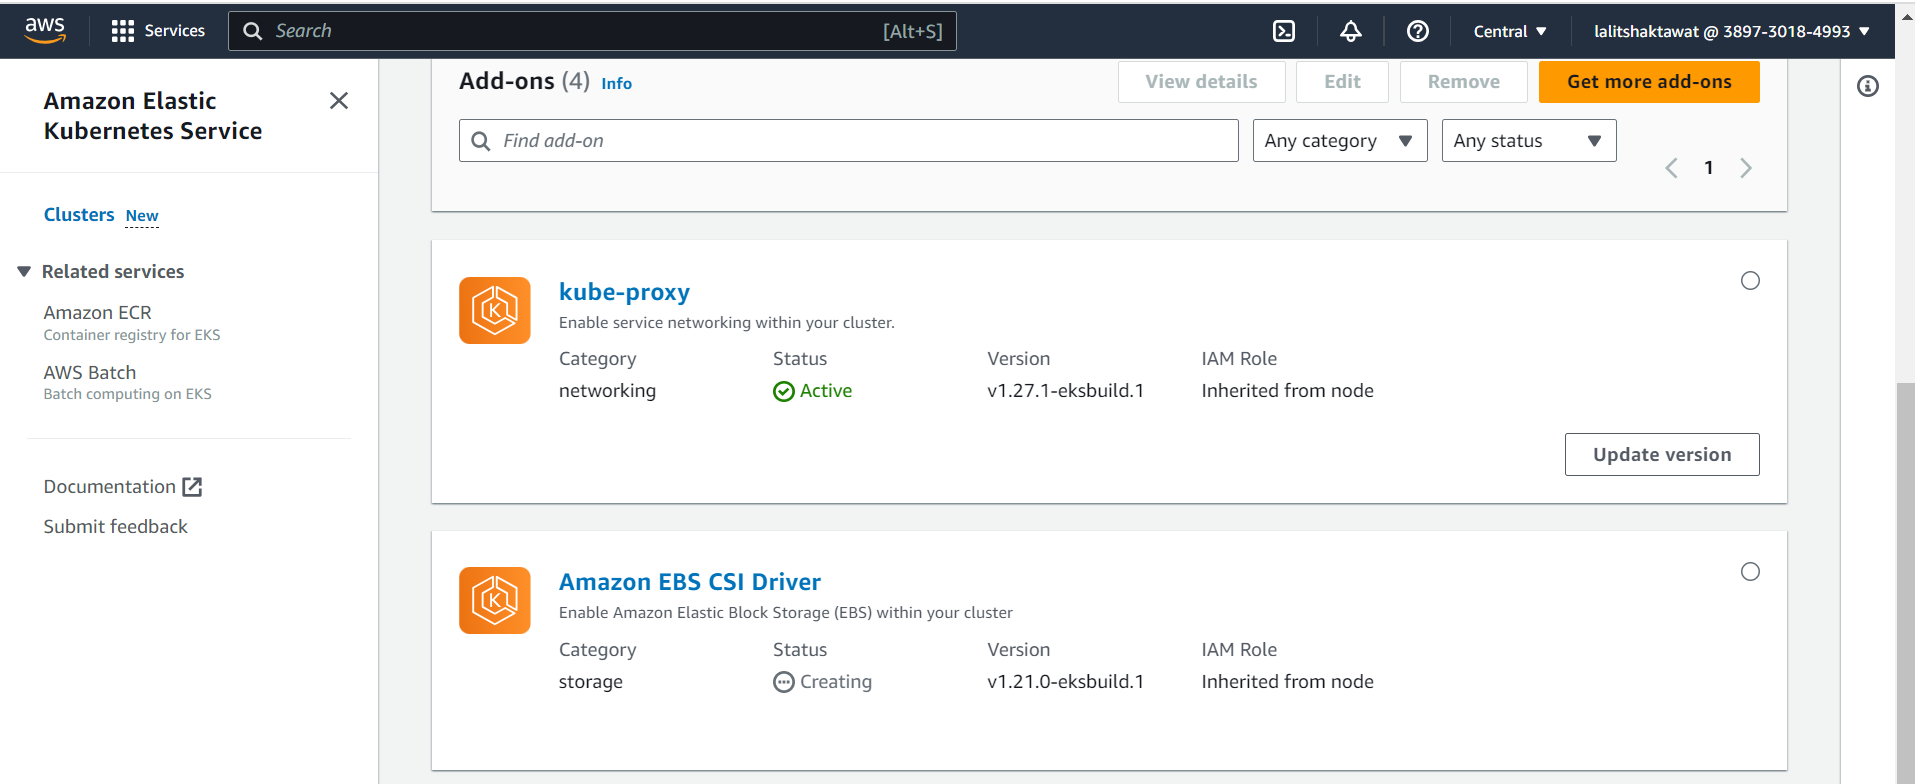 aws
Services
Search [Alt+S]
Central
lalitshaktawat @ 3897-3018-4993
Amazon Elastic
Kubernetes Service
Clusters New
Related services
Amazon ECR
Container registry for EKS
AWS Batch
Batch computing on EKS
Documentation
Submit feedback
Add-ons (4) Info
View details
Edit
Remove
Get more add-ons
Find add-on
Any category
Any status
1
kube-proxy
Enable service networking within your cluster.
Category Status Version IAM Role
networking Active v1.27.1-eksbuild.1 Inherited from node
Update version
Amazon EBS CSI Driver
Enable Amazon Elastic Block Storage (EBS) within your cluster
Category Status Version IAM Role
storage Creating v1.21.0-eksbuild.1 Inherited from node